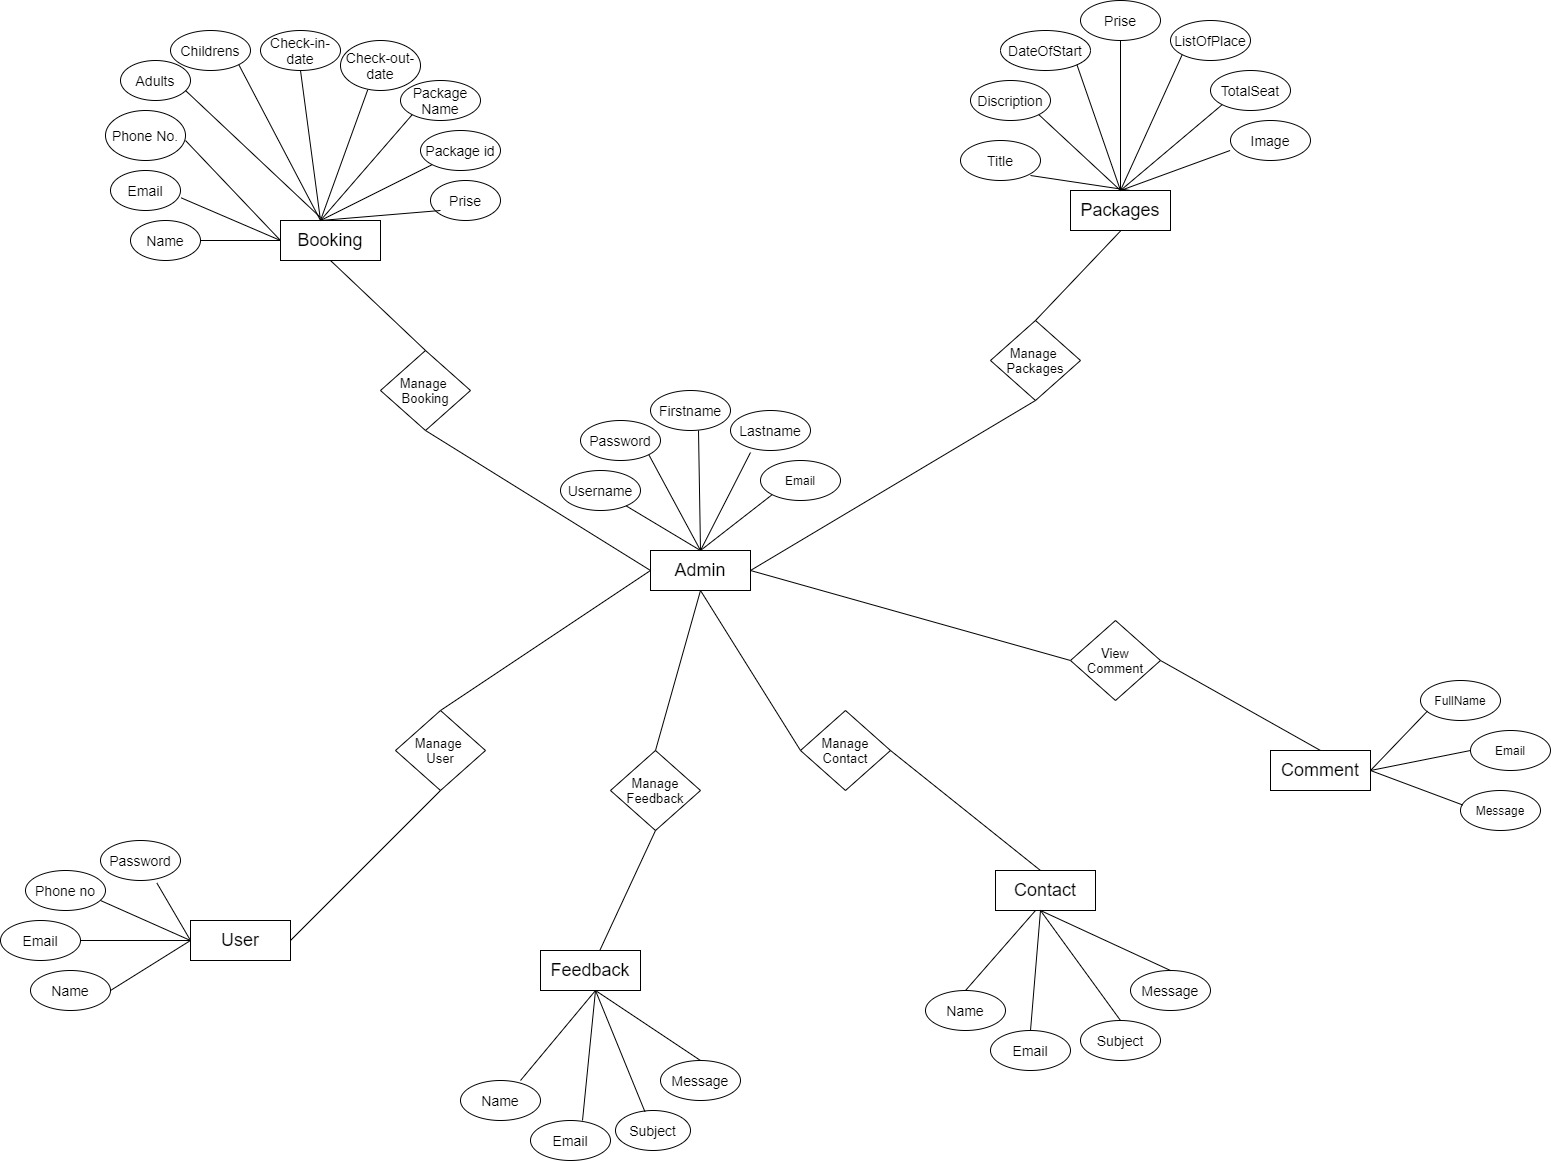 Prise
ListOfPlace
DateOfStart
TotalSeat
Discription
Image
Title
Packages
Childrens
Check-in-
date
Check-out-
date
Adults
Package
Name
Phone No.
Package id
Email
Prise
Name
Booking
Manage
Packages
Manage
Booking
Firstname
Lastname
Password
Email
Username
Admin
View
Comment
FullName
Email
Message
Comment
Manage
User
Manage
Feedback
Manage
Contact
Password
Phone no
Email
Name
User
Contact
Name
Email
Subject
Message
Feedback
Name
Email
Subject
Message